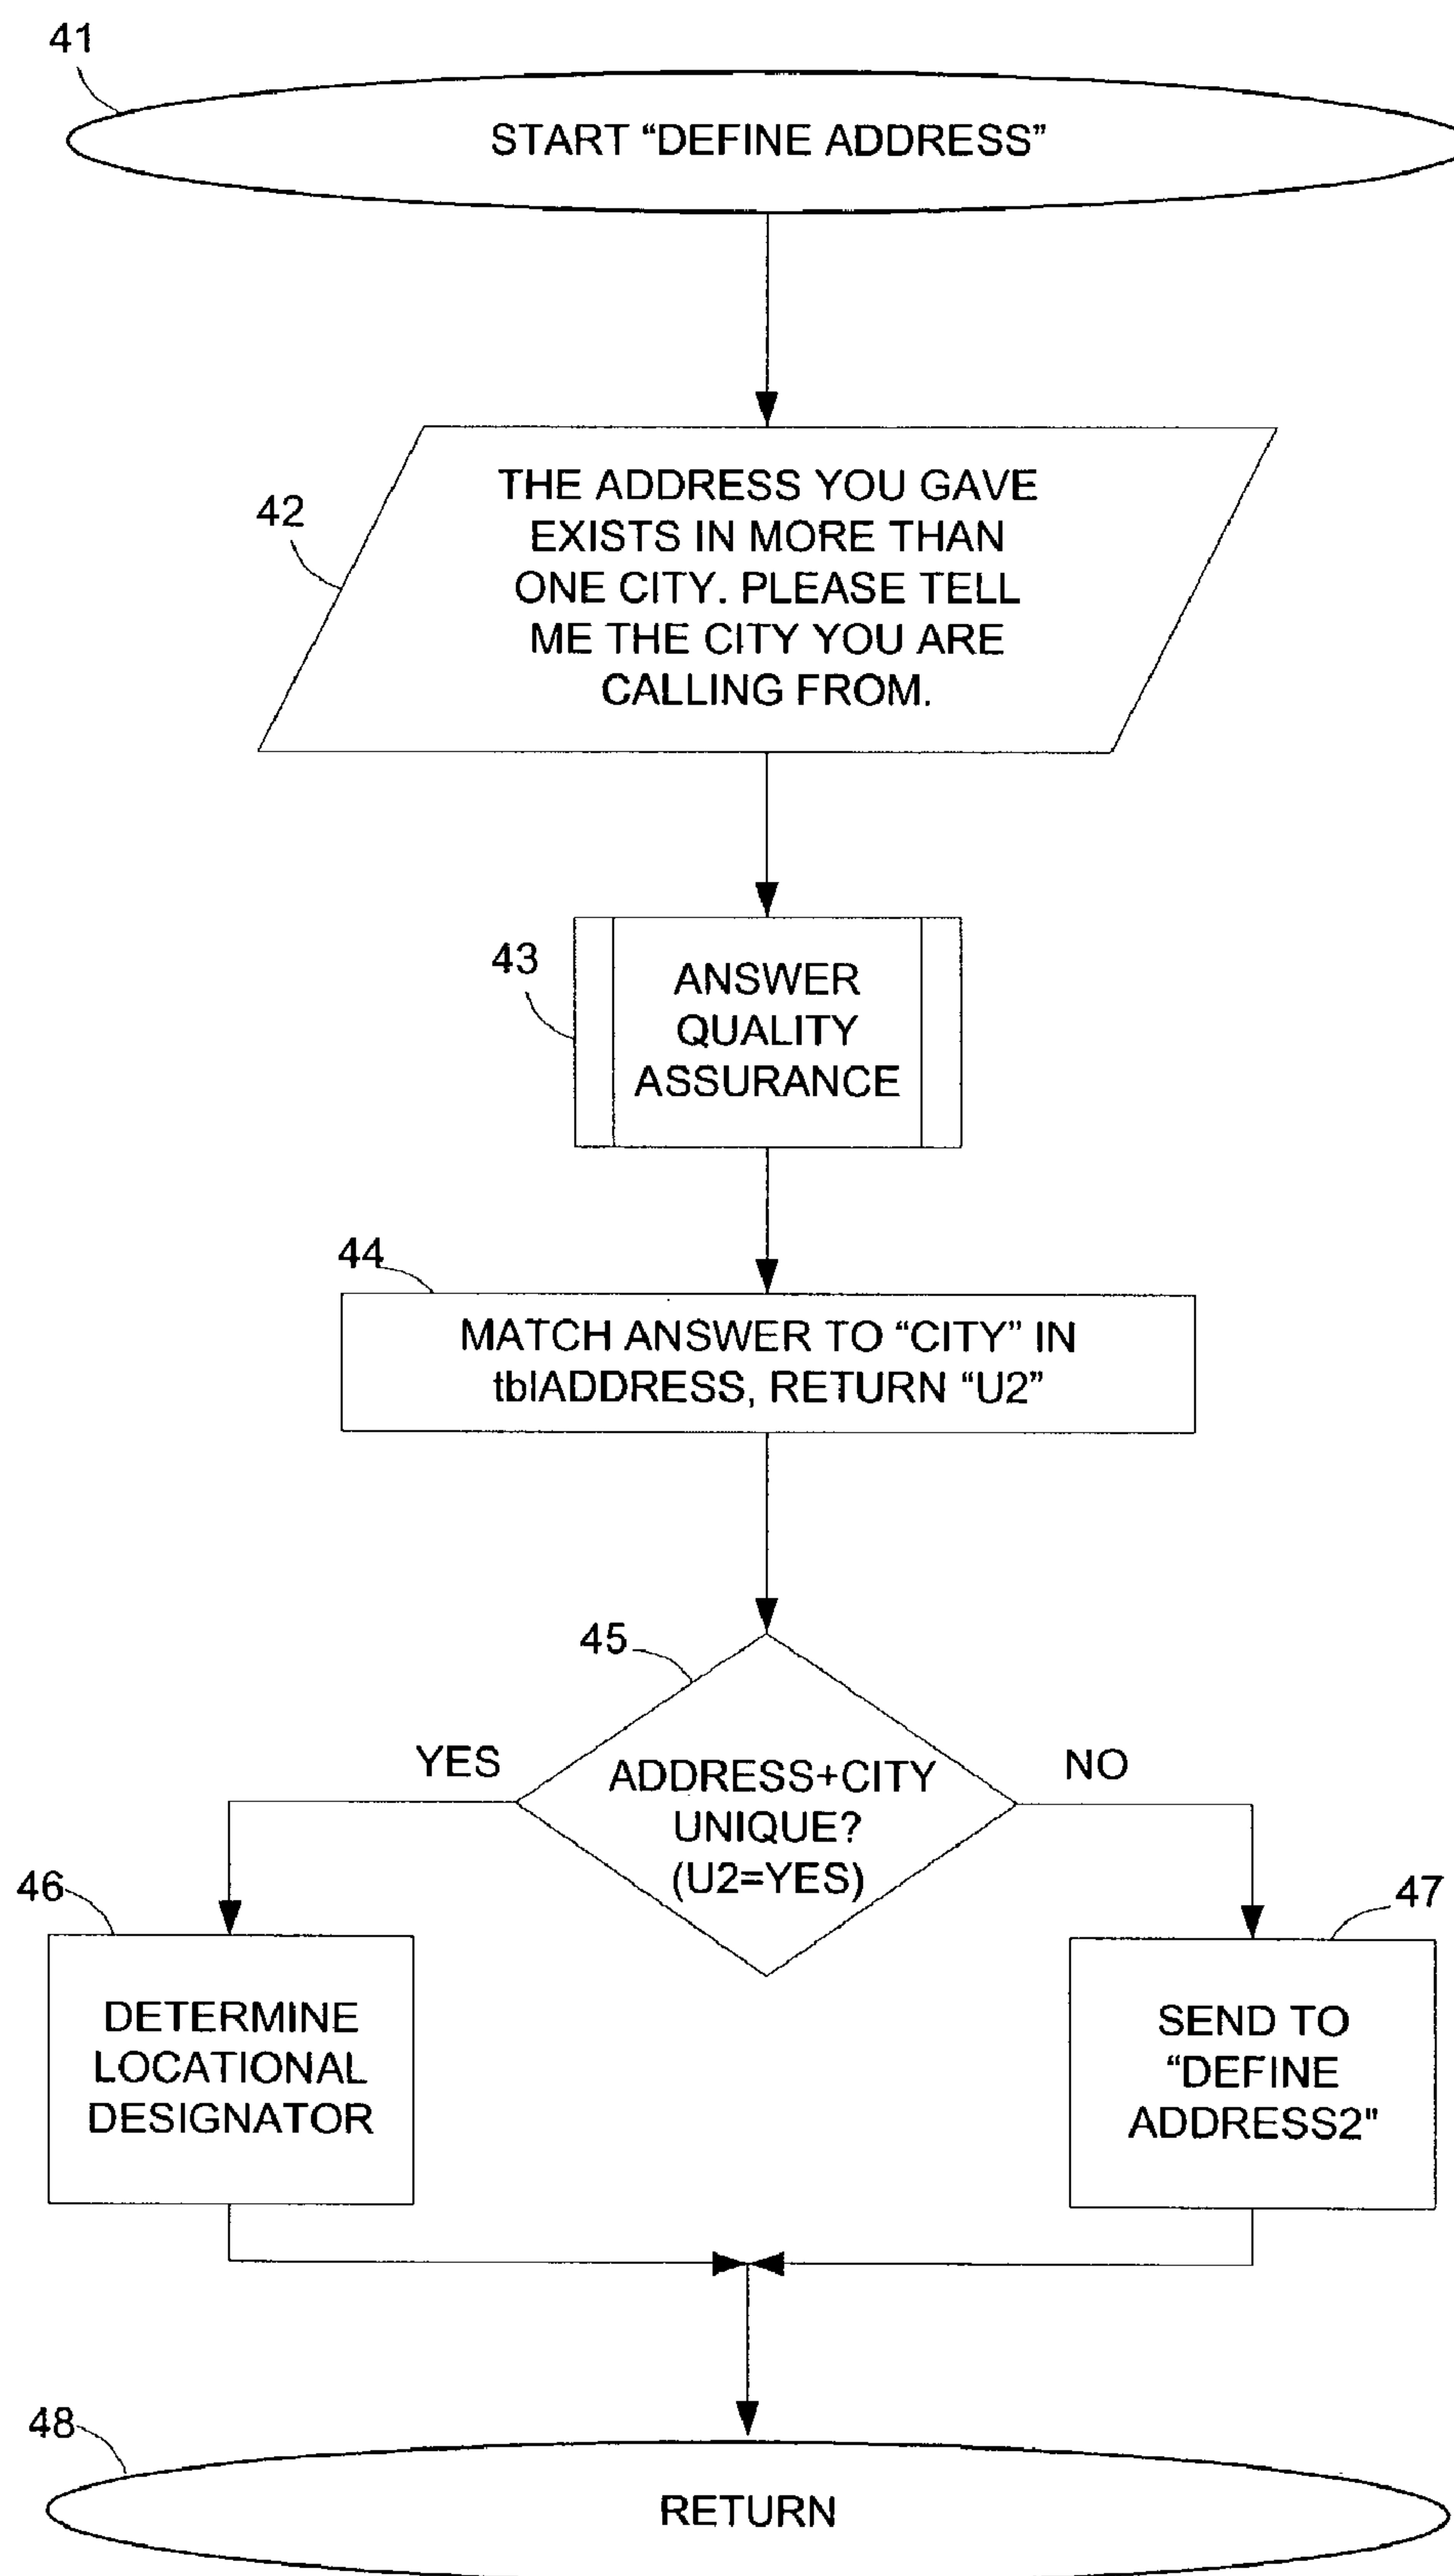 41
START “DEFINE ADDRESS”
42
THE ADDRESS YOU GAVE
EXISTS IN MORE THAN
ONE CITY. PLEASE TELL
ME THE CITY YOU ARE
CALLING FROM.
43
ANSWER
QUALITY
ASSURANCE
44
MATCH ANSWER TO “CITY” IN
tblADDRESS, RETURN “U2”
45
YES
ADDRESS+CITY
UNIQUE?
(U2=YES)
NO
46
DETERMINE
LOCATIONAL
DESIGNATOR
47
SEND TO
“DEFINE
ADDRESS2"
48
RETURN